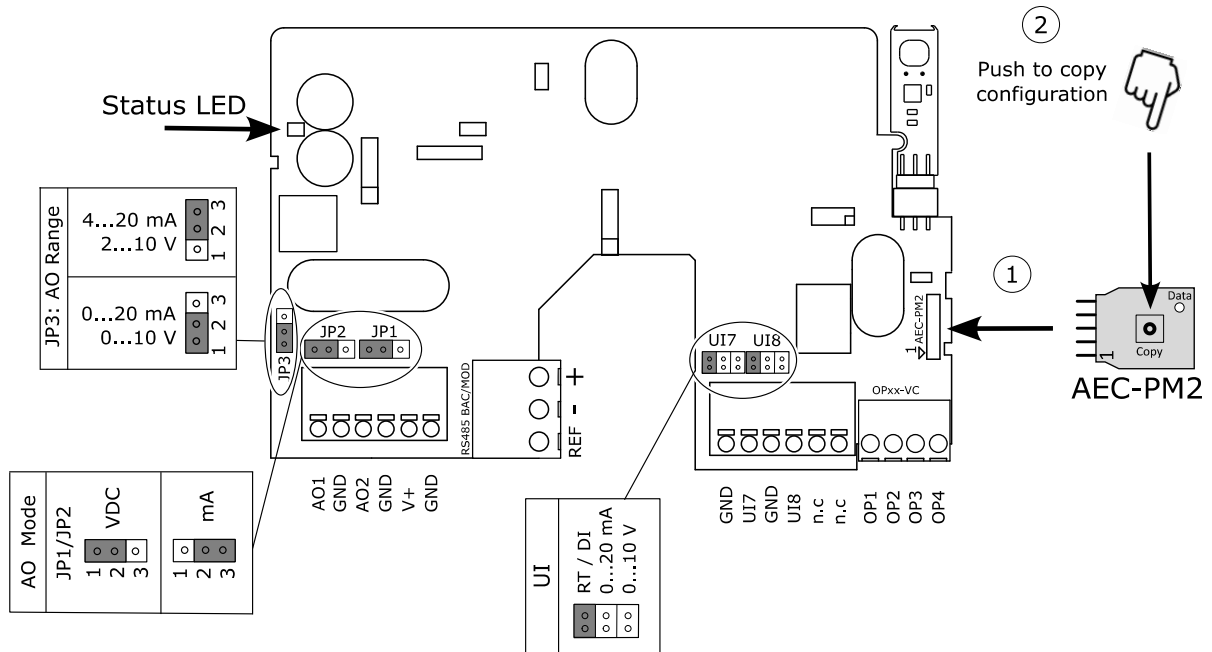 2
Push to copy
configuration
Status LED
JP3: AO Range
4...20 mA
2...10 V
1 2 3
0...20 mA
0...10 V
1 2 3
1
Data
Copy
1
AEC-PM2
JP3
JP2
JP1
UI7
UI8
1
AEC-PM2
OPxx-VC
RS485 BAC/MOD
+
-
REF
AO1
GND
AO2
GND
V+
GND
GND
UI7
GND
UI8
n.c
n.c
OP1
OP2
OP3
OP4
AO Mode
JP1/JP2
VDC
1 2 3
mA
1 2 3
UI
RT / DI
0...20 mA
0...10 V